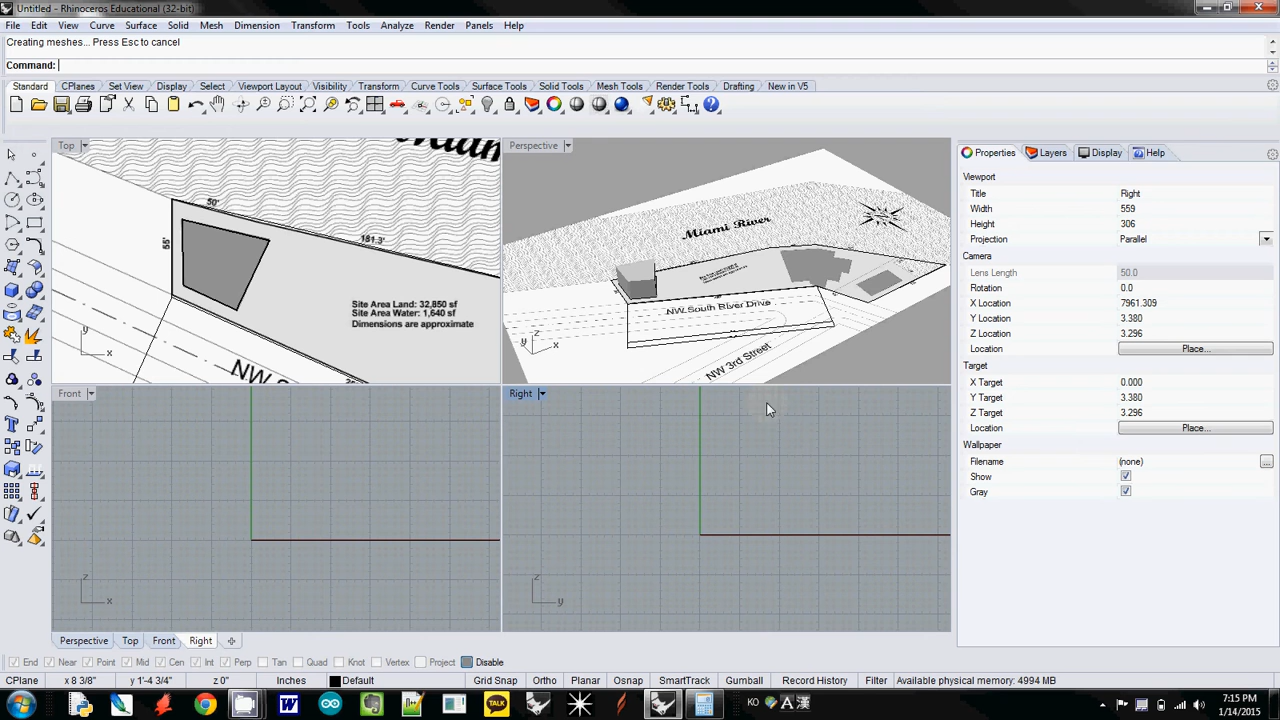 Untitled - Rhinoceros Educational (32-bit)
File Edit View Curve Surface Solid Mesh Dimension Transform Tools Analyze Render Panels Help
Creating meshes... Press Esc to cancel
Command:
Standard CPlanes Set View Display Select Viewport Layout Visibility Transform Curve Tools Surface Tools Solid Tools Mesh Tools Render Tools Drafting New in V5
Top
50'
55'
181.3'
Site Area Land: 32,850 sf
Site Area Water: 1,640 sf
Dimensions are approximate
NW S
y
x
Perspective
Miami River
NW South River Drive
NW 3rd Street
z
y
x
Front
z
x
Right
z
y
Perspective Top Front Right
Properties Layers Display Help
Viewport
Title Right
Width 559
Height 306
Projection Parallel
Camera
Lens Length 50.0
Rotation 0.0
X Location 7961.309
Y Location 3.380
Z Location 3.296
Location Place...
Target
X Target 0.000
Y Target 3.380
Z Target 3.296
Location Place...
Wallpaper
Filename (none) ...
Show
Gray
End Near Point Mid Cen Int Perp Tan Quad Knot Vertex Project Disable
CPlane x 8 3/8" y 1'-4 3/4" z 0" Inches Default Grid Snap Ortho Planar Osnap SmartTrack Gumball Record History Filter Available physical memory: 4994 MB
TALK
KO A 漢
7:15 PM
1/14/2015